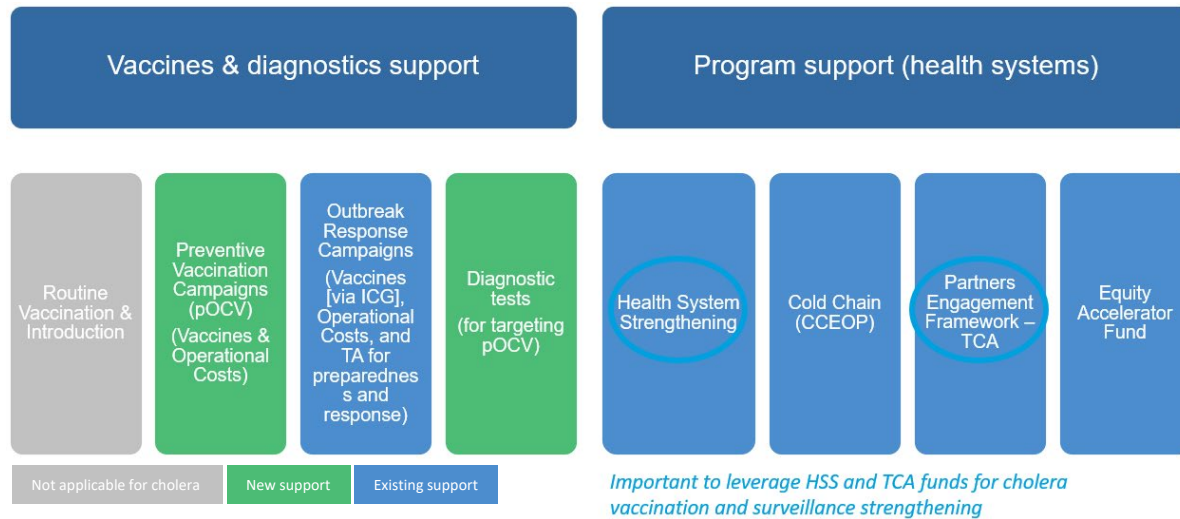 Vaccines & diagnostics support
Program support (health systems)
Routine
Vaccination &
Introduction
Preventive
Vaccination
Campaigns
(pOCV)
(Vaccines &
Operational
Costs)
Outbreak
Response
Campaigns
(Vaccines
[via ICG],
Operational
Costs, and
TA for
preparednes
s and
response)
Diagnostic
tests
(for targeting
pOCV)
Health System
Strengthening
Cold Chain
(CCEOP)
Partners
Engagement
Framework –
TCA
Equity
Accelerator
Fund
Not applicable for cholera
New support
Existing support
Important to leverage HSS and TCA funds for cholera
vaccination and surveillance strengthening